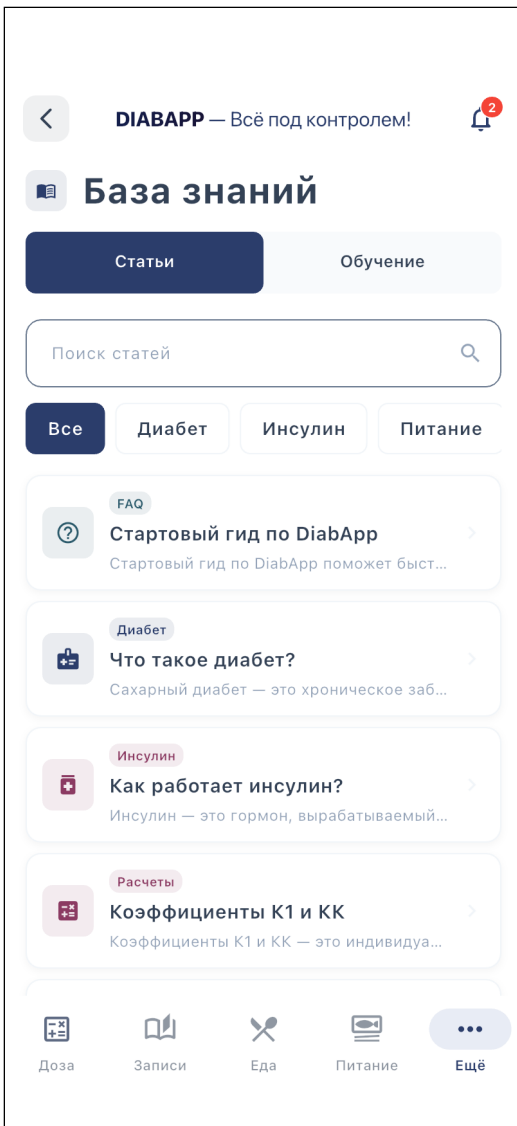 DIABAPP — Всё под контролем!
2
База знаний
Статьи
Обучение
Поиск статей
Все
Диабет
Инсулин
Питание
FAQ
Стартовый гид по DiabApp
Стартовый гид по DiabApp поможет быст...
Диабет
Что такое диабет?
Сахарный диабет — это хроническое заб...
Инсулин
Как работает инсулин?
Инсулин — это гормон, вырабатываемый...
Расчеты
Коэффициенты К1 и КК
Коэффициенты К1 и КК — это индивидуа...
Доза
Записи
Еда
Питание
Ещё